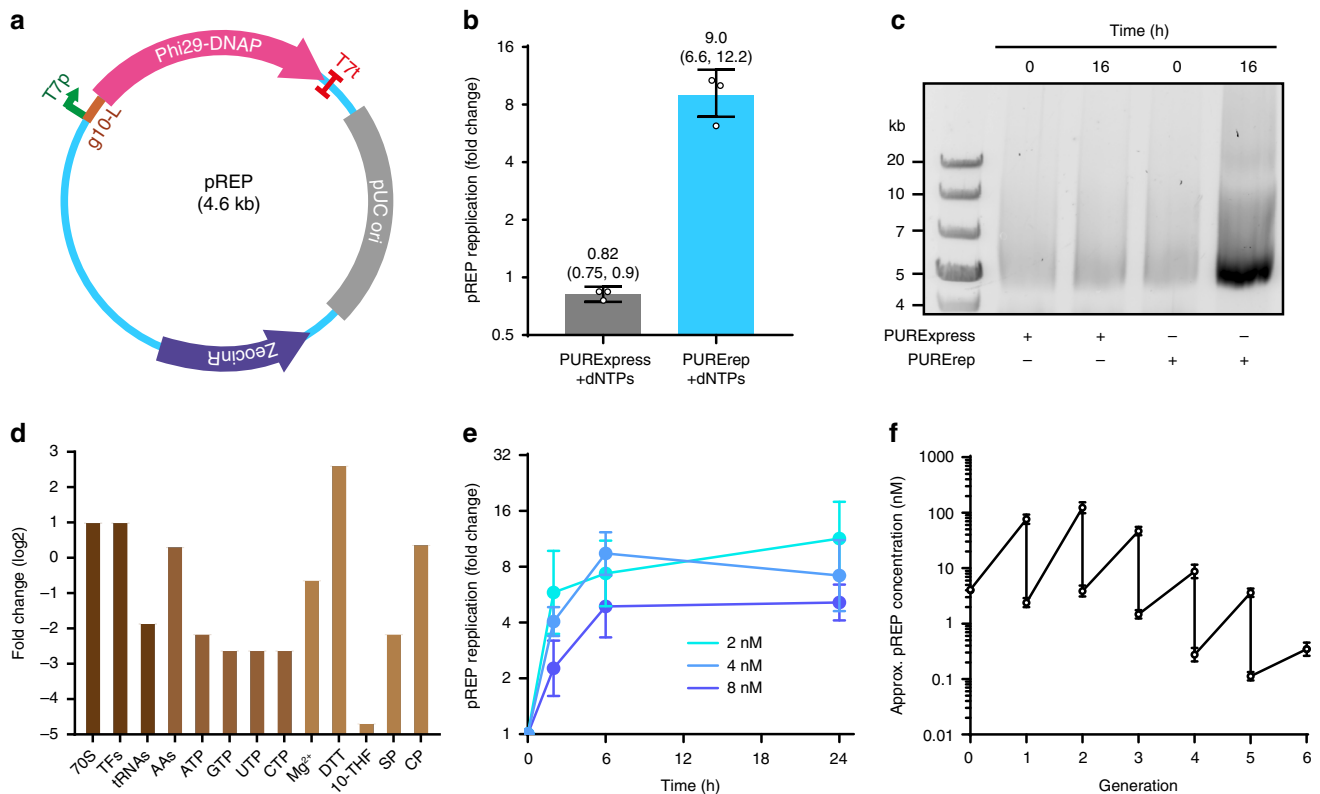 a
T7p
g10-L
Phi29-DNAP
T7t
pUC ori
ZeocinR
pREP
(4.6 kb)
b
pREP repplication (fold change)
16
8
4
2
1
0.5
0.82
(0.75, 0.9)
9.0
(6.6, 12.2)
PURExpress
+dNTPs
PURErep
+dNTPs
c
Time (h)
0 16 0 16
kb
20
10
7
5
4
PURExpress + + – –
PURErep – – + +
d
Fold change (log2)
3
2
1
0
–1
–2
–3
–4
–5
70S TFs tRNAs AAs ATP GTP UTP CTP Mg2+ DTT 10-THF SP CP
e
pREP repplication (fold change)
32
16
8
4
2
1
2 nM
4 nM
8 nM
0 6 12 18 24
Time (h)
f
Approx. pREP concentration (nM)
1000
100
10
1
0.1
0.01
0 1 2 3 4 5 6
Generation